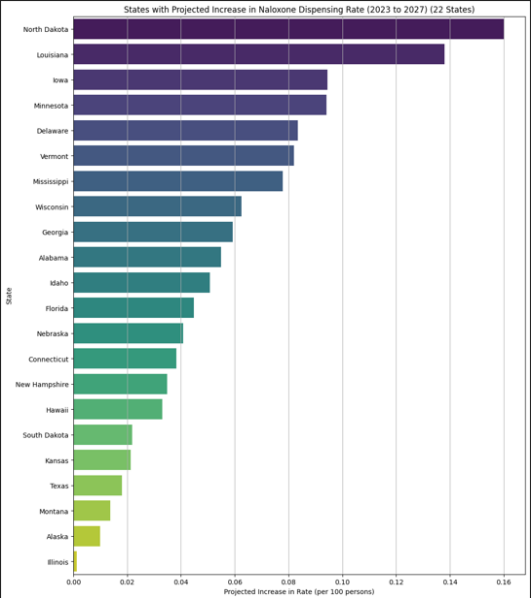 States with Projected Increase in Naloxone Dispensing Rate (2023 to 2027) (22 States)
North Dakota
Louisiana
Iowa
Minnesota
Delaware
Vermont
Mississippi
Wisconsin
Georgia
Alabama
Idaho
State
Florida
Nebraska
Connecticut
New Hampshire
Hawaii
South Dakota
Kansas
Texas
Montana
Alaska
Illinois
0.00 0.02 0.04 0.06 0.08 0.10 0.12 0.14 0.16
Projected Increase in Rate (per 100 persons)